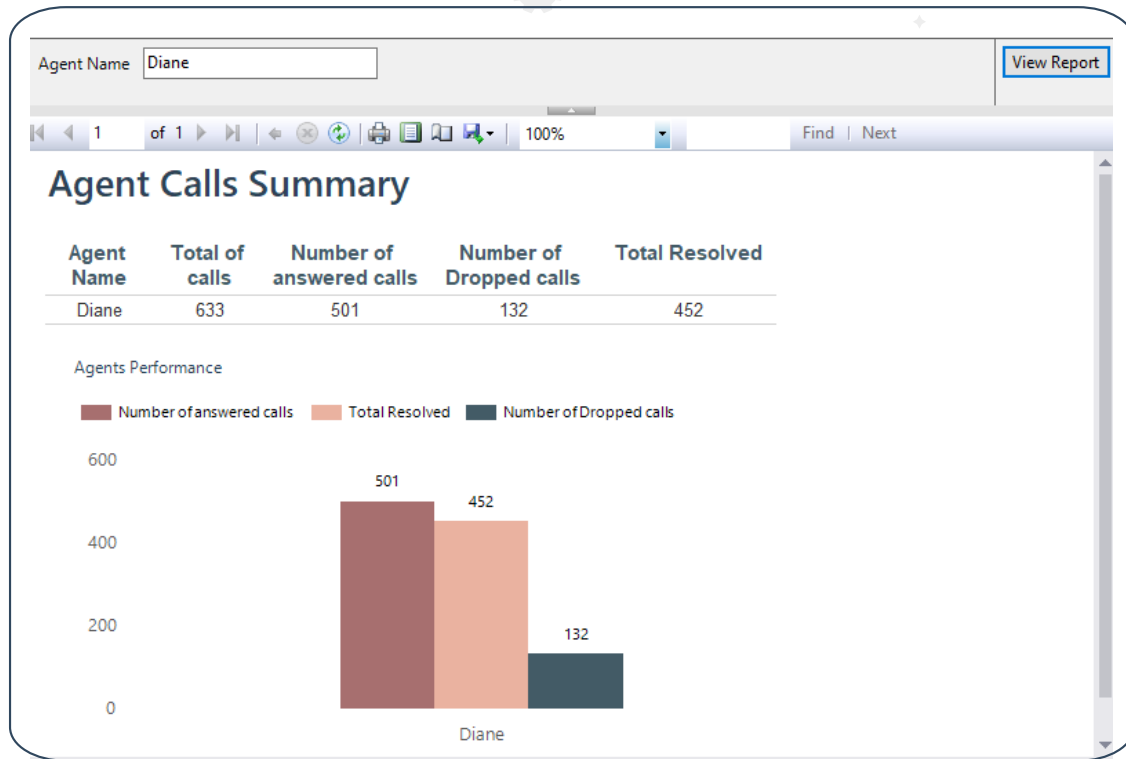 Agent Name Diane View Report
1 of 1 100% Find | Next
Agent Calls Summary
Agent Name Total of calls Number of answered calls Number of Dropped calls Total Resolved
Diane 633 501 132 452
Agents Performance
Number of answered calls Total Resolved Number of Dropped calls
600
501
452
400
200
132
0
Diane